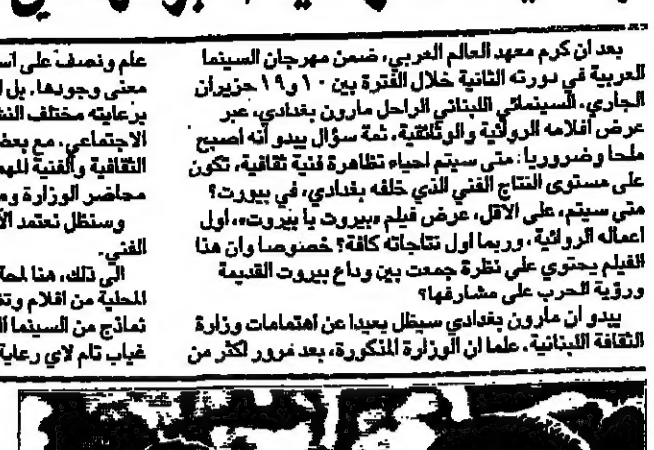 بعد ان كرم معهد العالم العربي، ضمن مهرجان السينما
العربية في دورته الثانية خلال الفترة بين ١٠ و١٩ حزيران
الجاري، السينمائي اللبناني الراحل مارون بغدادي، عبر
عرض افلامه الروائية والوثائقية، ثمة سؤال يبدو أنه أصبح
ملحا وضروريا: متى سيتم احياء تظاهرة فنية ثقافية، تكون
على مستوى النتاج الفني الذي خلفه بغدادي، في بيروت؟
متى سيتم، على الاقل، عرض فيلم «بيروت يا بيروت»، اول
اعماله الروائية، وربما اول نتاجاته كافة؟ خصوصا وان هذا
الفيلم يحتوي على نظرة جمعت بين وداع بيروت القديمة
ورؤية الحرب على مشارفها؟
يبدو ان مارون بغدادي سيظل بعيدا عن اهتمامات وزارة
الثقافة اللبنانية، علما ان الوزارة المذكورة، بعد مرور اكثر من
عام ونصف على
معنى وجودها، بل
برعايته مختلف
الاجتماعي، مع
الثقافية والفنية
محاضر الوزارة
وستظل تعتمد
الفني.
الى ذلك، هنا لمحة
المحلية من افلام
نماذج من السينما
غياب تام لاي رعاية